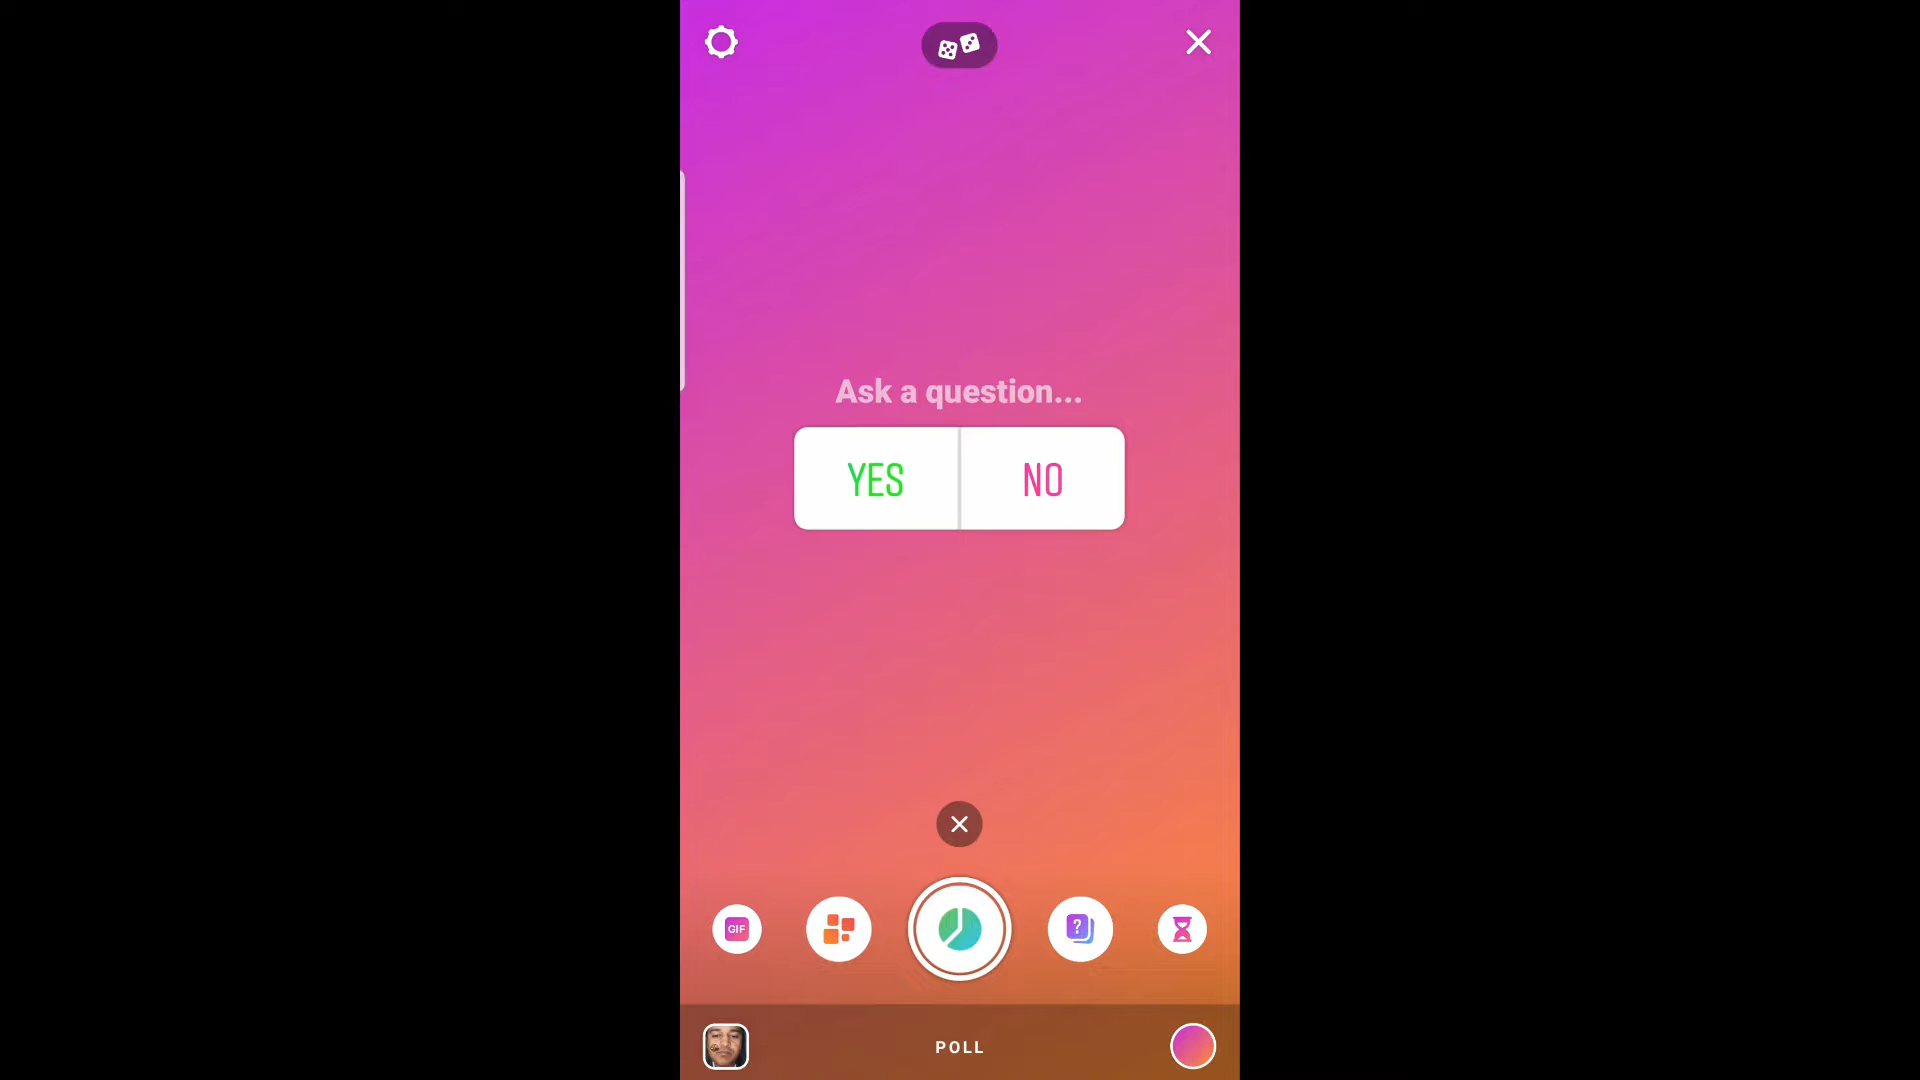 Ask a question...
YES NO
GIF
?
POLL